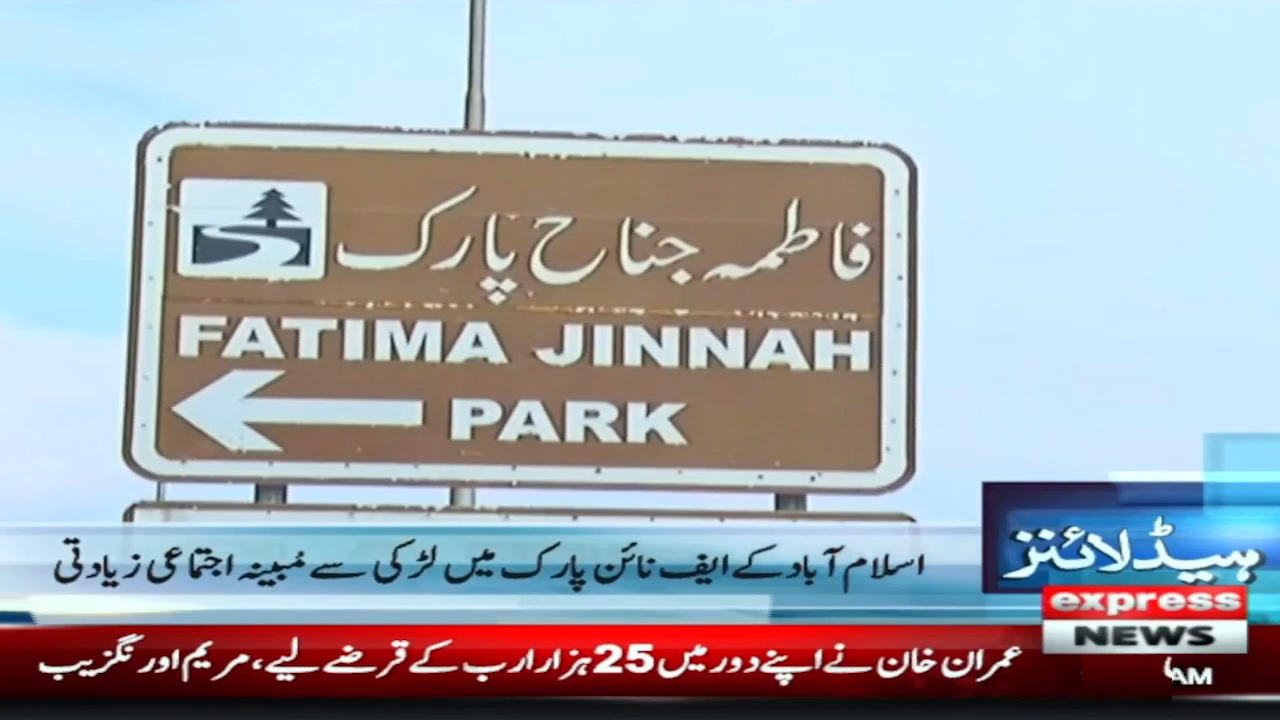 فاطمہ جناح پارک
FATIMA JINNAH
PARK
ہیڈلائنز
اسلام آباد کے ایف نائن پارک میں لڑکی سے مُبینہ اجتماعی زیادتی
express
NEWS
عمران خان نے اپنے دور میں 25 ہزار ارب کے قرضے لیے، مریم اورنگزیب
AM